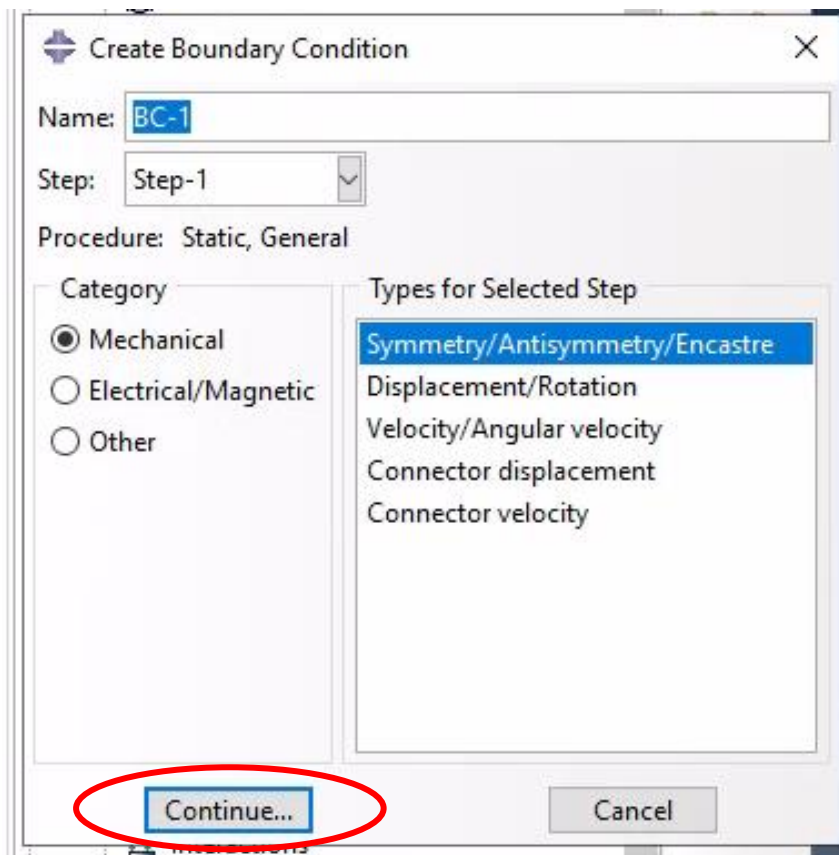 Create Boundary Condition
Name: BC-1
Step: Step-1
Procedure: Static, General
Category
Mechanical
Electrical/Magnetic
Other
Types for Selected Step
Symmetry/Antisymmetry/Encastre
Displacement/Rotation
Velocity/Angular velocity
Connector displacement
Connector velocity
Continue... Cancel